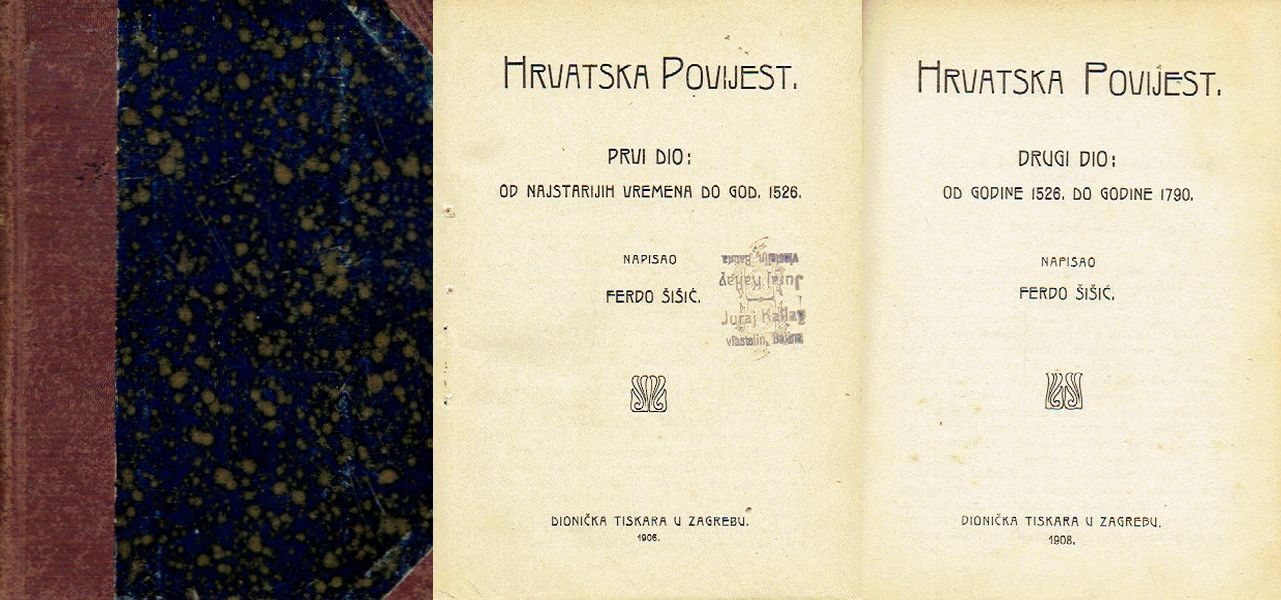 HRVATSKA POVIJEST.
PRVI DIO:
OD NAJSTARIJIH VREMENA DO GOD. 1526.
NAPISAO
FERDO ŠIŠIĆ.
Juraj
vlastelin,
DIONIČKA TISKARA U ZAGREBU.
1906.
HRVATSKA POVIJEST.
DRUGI DIO:
OD GODINE 1526. DO GODINE 1790.
NAPISAO
FERDO ŠIŠIĆ.
DIONIČKA TISKARA U ZAGREBU.
1908.